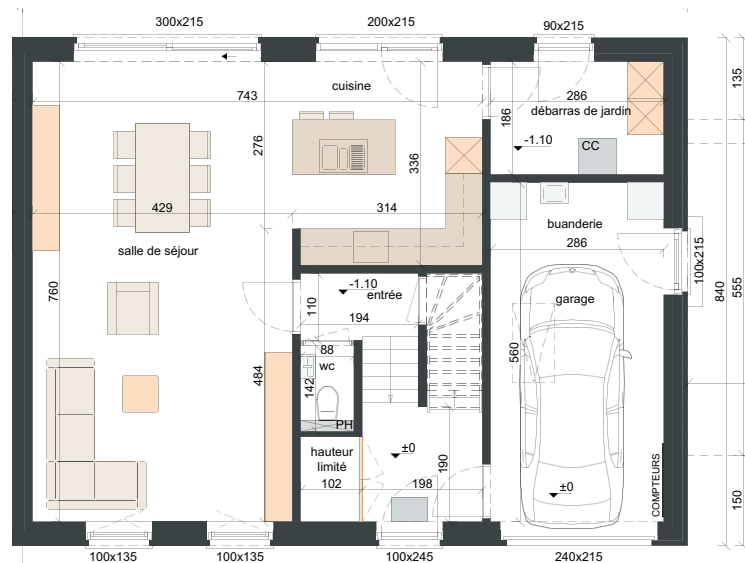 300x215
200x215
90x215
cuisine
743
286
débarras de jardin
135
276
186
336
-1.10
CC
429
314
salle de séjour
buanderie
286
100x215
760
-1.10
entrée
110
194
garage
840
555
88
wc
560
142
484
PH
hauteur
limité
±0
190
102
198
±0
COMPTEURS
150
100x135
100x135
100x245
240x215